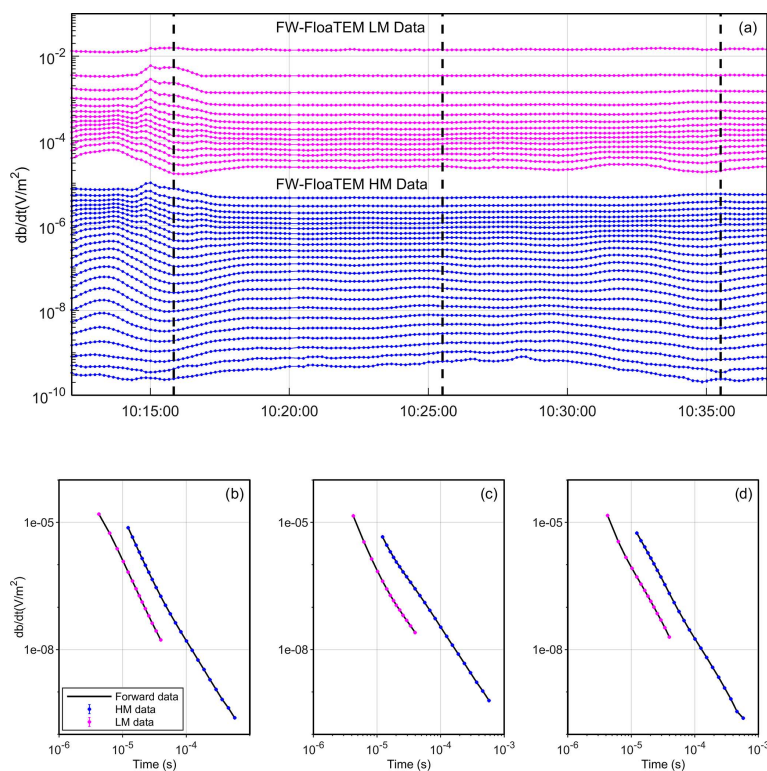 FW-FloaTEM LM Data
(a)
10⁻²
10⁻⁴
db/dt(V/m²)
FW-FloaTEM HM Data
10⁻⁶
10⁻⁸
10⁻¹⁰
10:15:00 10:20:00 10:25:00 10:30:00 10:35:00
(b) (c) (d)
1e-05 1e-05 1e-05
db/dt(V/m²)
1e-08 1e-08 1e-08
Forward data
HM data
LM data
10⁻⁶ 10⁻⁵ 10⁻⁴ 10⁻⁶ 10⁻⁵ 10⁻⁴ 10⁻³ 10⁻⁶ 10⁻⁵ 10⁻⁴ 10⁻³
Time (s) Time (s) Time (s)